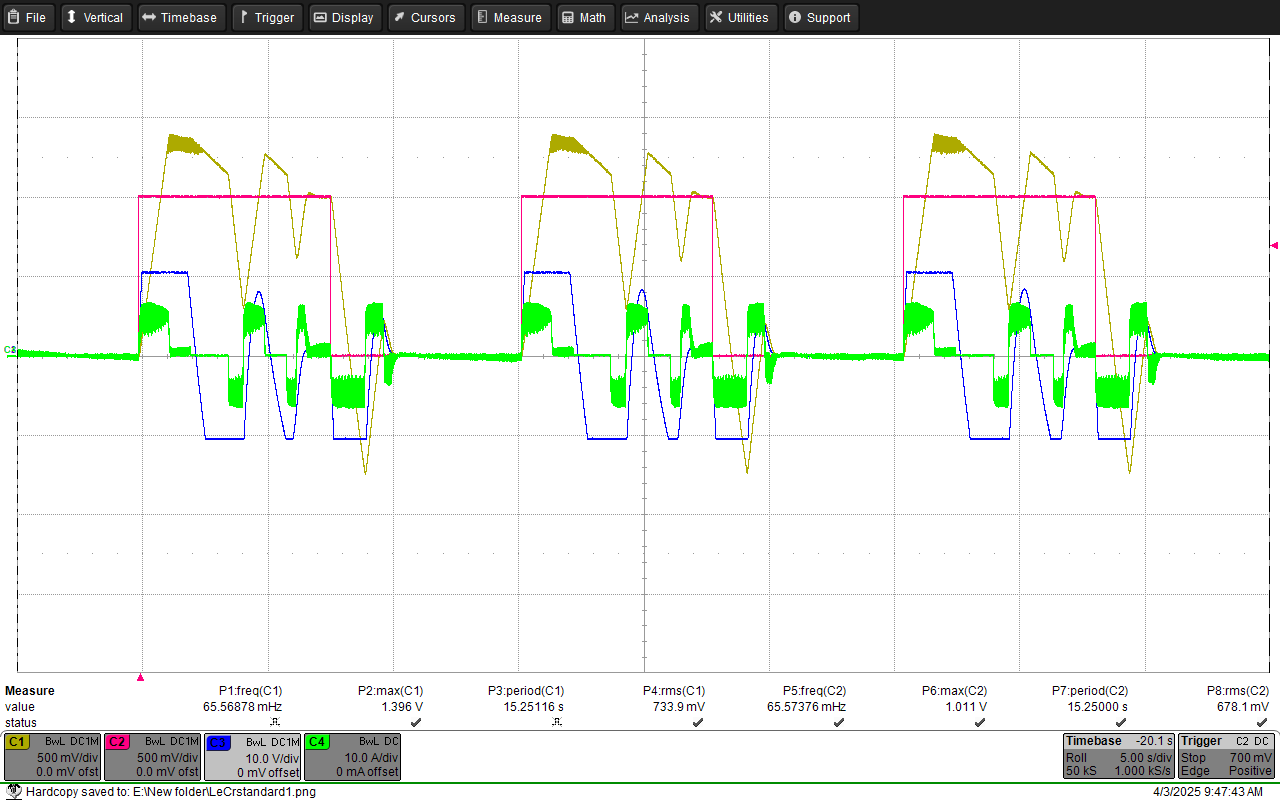 File Vertical Timebase Trigger Display Cursors Measure Math Analysis Utilities Support
C2
Measure P1:freq(C1) P2:max(C1) P3:period(C1) P4:rms(C1) P5:freq(C2) P6:max(C2) P7:period(C2) P8:rms(C2)
value 65.56878 mHz 1.396 V 15.25116 s 733.9 mV 65.57376 mHz 1.011 V 15.25000 s 678.1 mV
status
C1 BwL DC1M C2 BwL DC1M C3 BwL DC1M C4 BwL DC Timebase -20.1 s Trigger C2 DC
500 mV/div 500 mV/div 10.0 V/div 10.0 A/div Roll 5.00 s/div Stop 700 mV
0.0 mV ofst 0.0 mV ofst 0 mV offset 0 mA offset 50 kS 1.000 kS/s Edge Positive
Hardcopy saved to: E:\New folder\LeCrstandard1.png 4/3/2025 9:47:43 AM